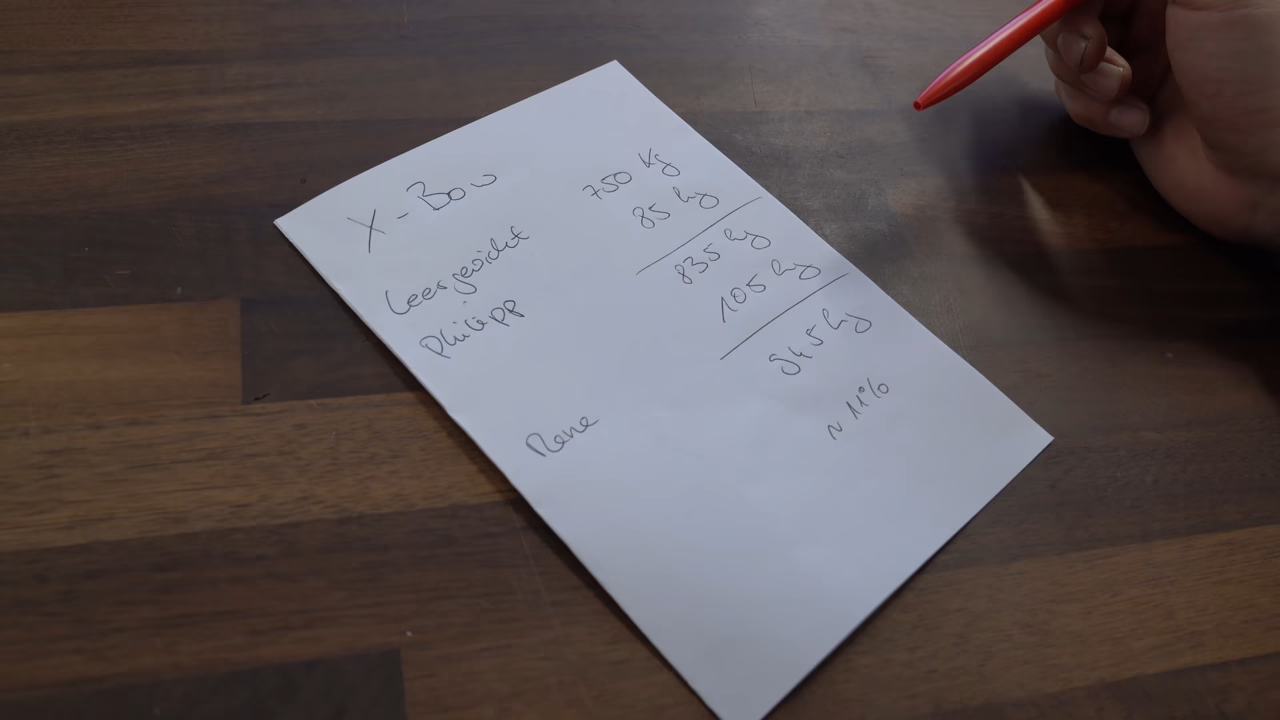 X-Bow
Leergewicht 750 kg
Philipp 85 kg
835 kg
Rene 105 kg
945 kg
~ 11%